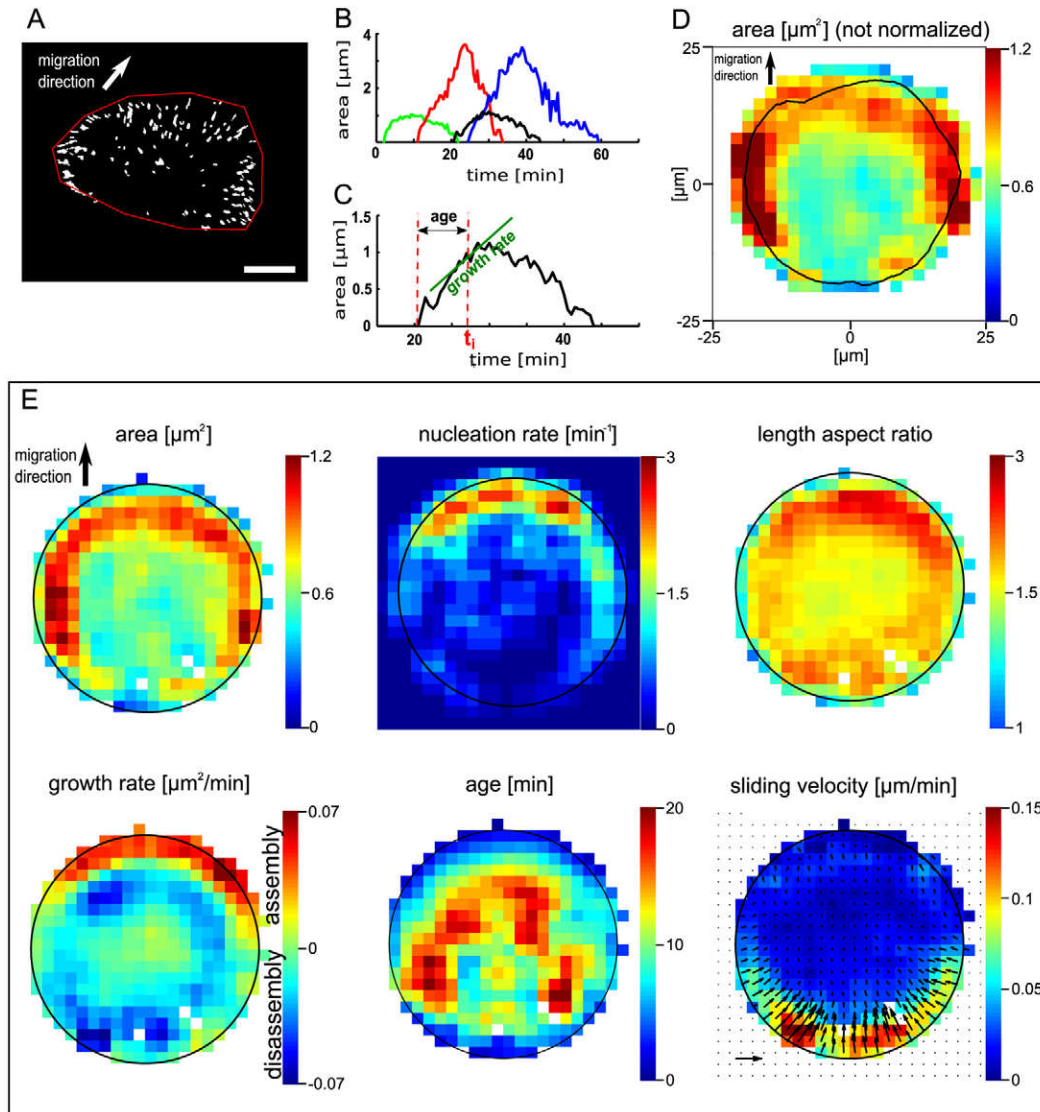 A
migration
direction
B
area [µm]
4
2
0
0
20
40
60
time [min]
C
area [µm]
1.5
1
0.5
0
age
growth rate
20
t_i
40
time [min]
D
area [µm²] (not normalized)
migration
direction
25
0
-25
[µm]
-25
0
25
[µm]
1.2
0.6
0
E
area [µm²]
migration
direction
1.2
0.6
0
nucleation rate [min⁻¹]
3
1.5
0
length aspect ratio
3
1.5
1
growth rate [µm²/min]
0.07
0
-0.07
assembly
disassembly
age [min]
20
10
0
sliding velocity [µm/min]
0.15
0.1
0.05
0